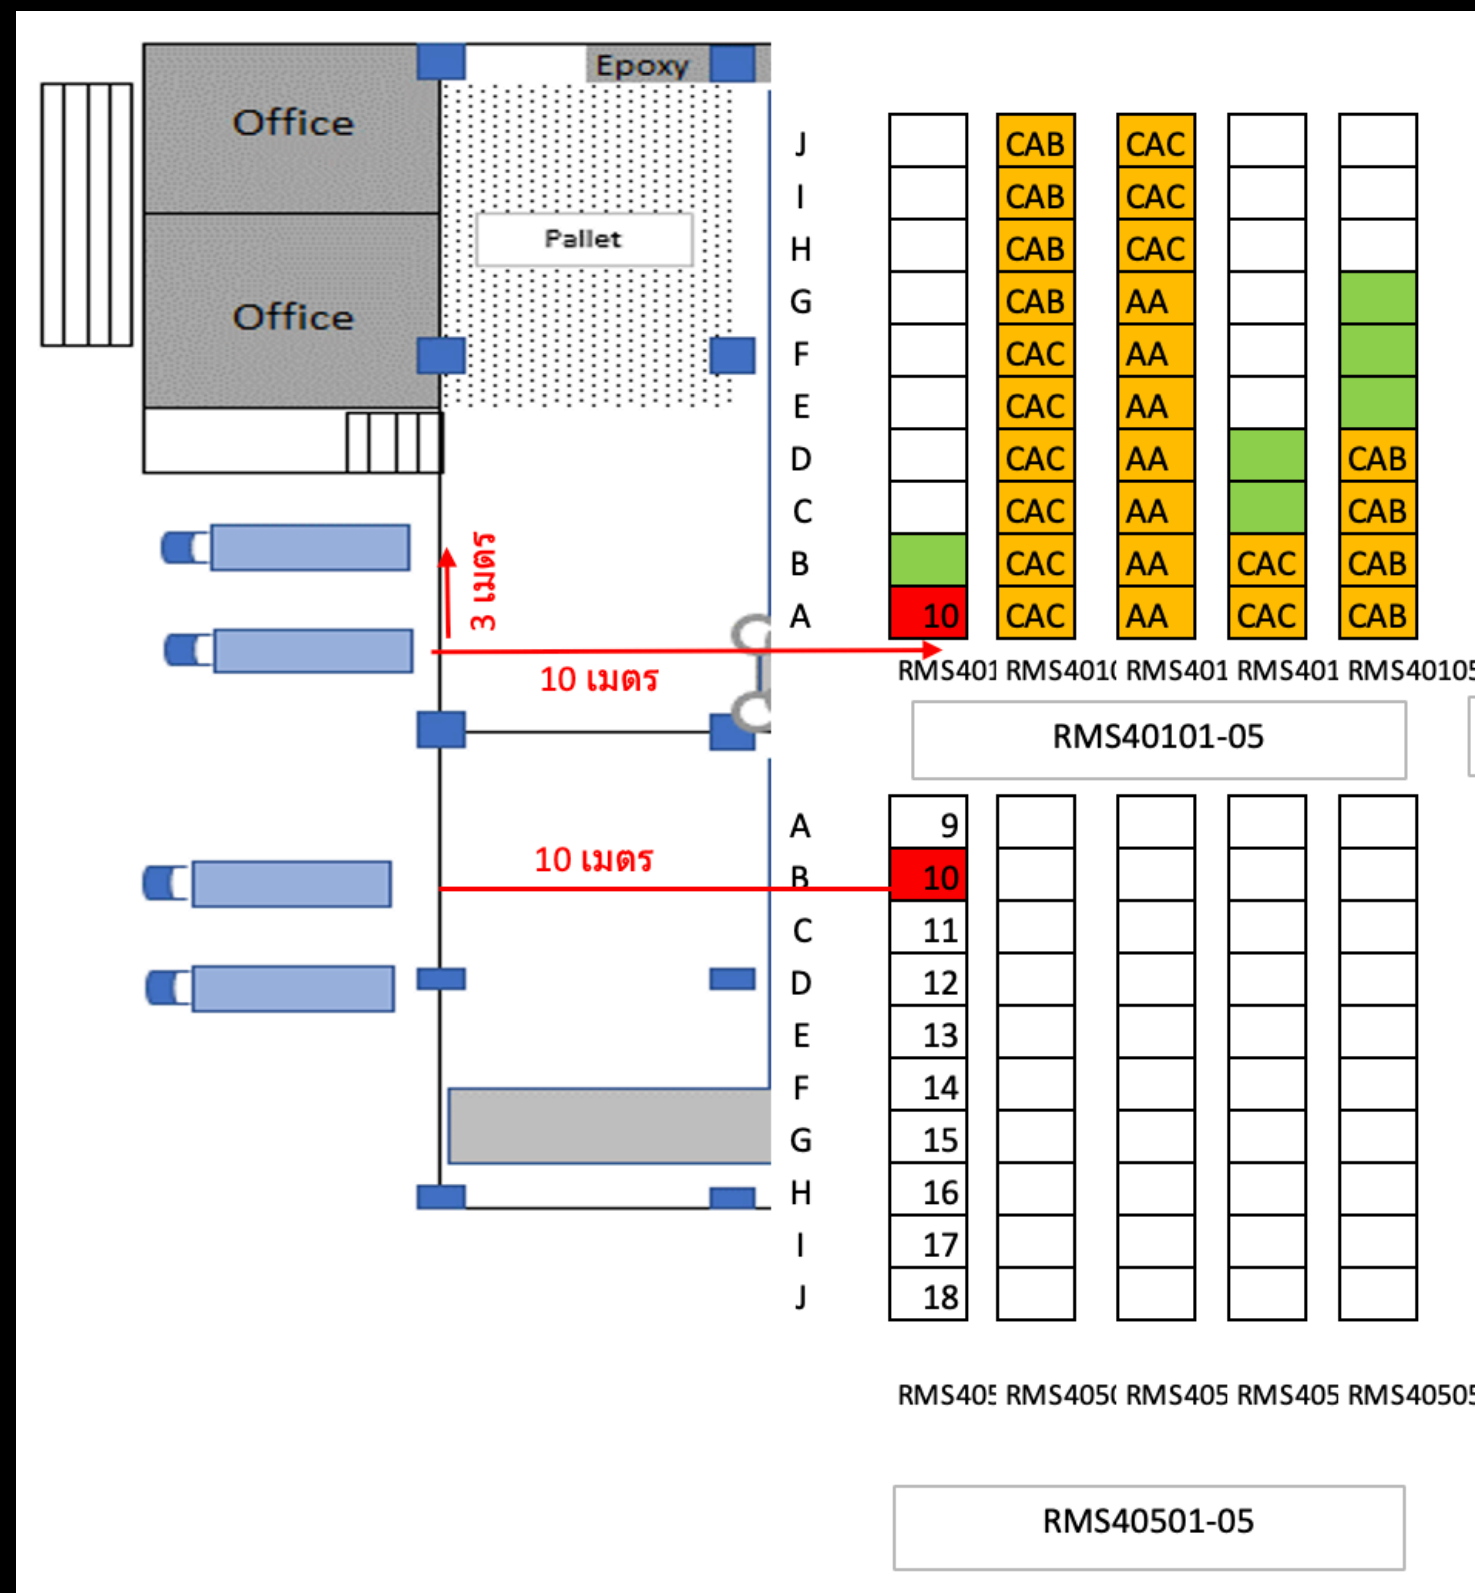 Epoxy
Office
Pallet
Office
3 เมตร
10 เมตร
10 เมตร
J CAB CAC
I CAB CAC
H CAB CAC
G CAB AA
F CAC AA
E CAC AA
D CAC AA CAB
C CAC AA CAB
B CAC AA CAC CAB
A 10 CAC AA CAC CAB
RMS401 RMS401 RMS401 RMS401 RMS40105
RMS40101-05
A 9
B 10
C 11
D 12
E 13
F 14
G 15
H 16
I 17
J 18
RMS405 RMS405 RMS405 RMS405 RMS40505
RMS40501-05